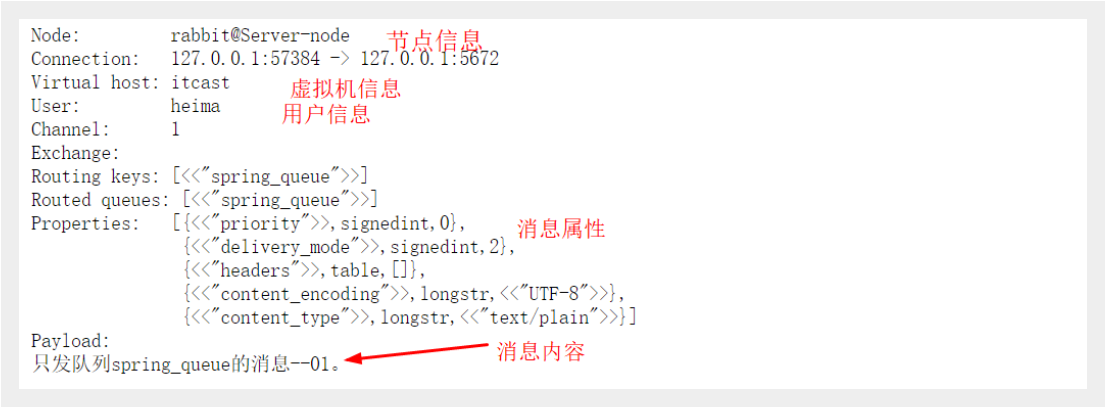 Node: rabbit@Server-node 节点信息
Connection: 127.0.0.1:57384 -> 127.0.0.1:5672
Virtual host: itcast 虚拟机信息
User: heima 用户信息
Channel: 1
Exchange:
Routing keys: [<<"spring_queue">>]
Routed queues: [<<"spring_queue">>]
Properties: [{<<"priority">>,signedint,0}, 消息属性
{<<"delivery_mode">>,signedint,2},
{<<"headers">>,table,[]},
{<<"content_encoding">>,longstr,<<"UTF-8">>},
{<<"content_type">>,longstr,<<"text/plain">>}]
Payload:
只发队列spring_queue的消息--01。 消息内容